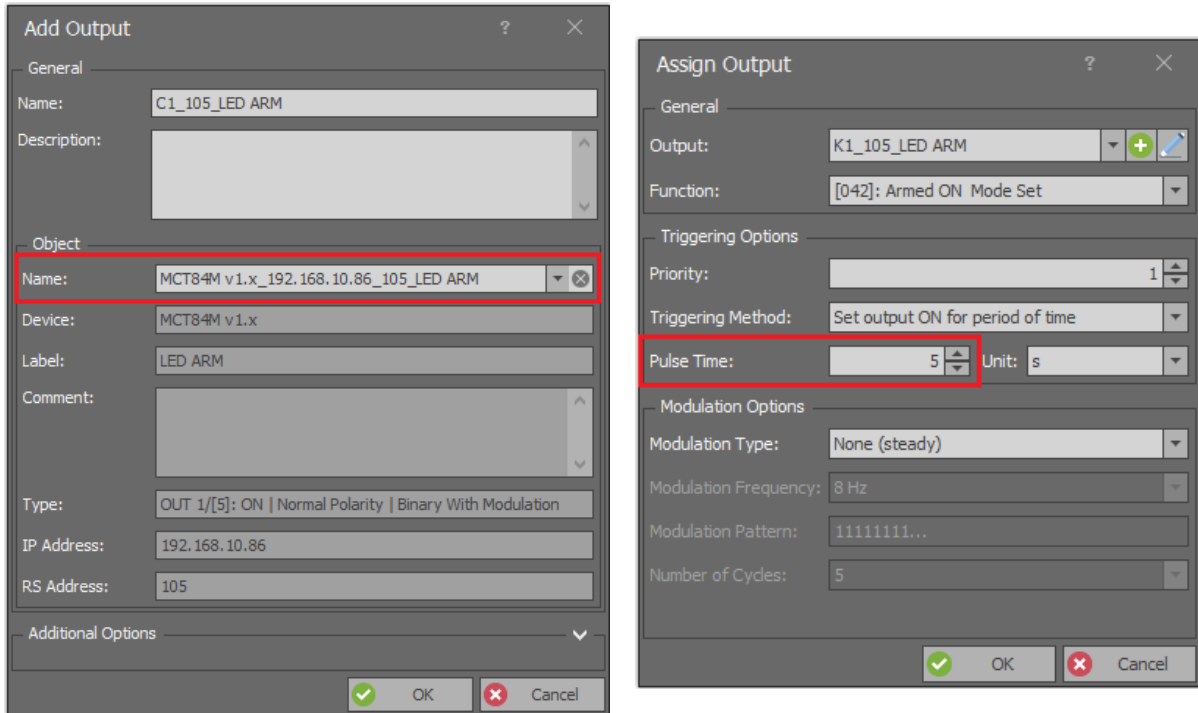 Add Output
?
General
Name: C1_105_LED ARM
Description:
Object
Name: MCT84M v1.x_192.168.10.86_105_LED ARM
Device: MCT84M v1.x
Label: LED ARM
Comment:
Type: OUT 1/[5]: ON | Normal Polarity | Binary With Modulation
IP Address: 192.168.10.86
RS Address: 105
Additional Options
OK Cancel
Assign Output
?
General
Output: K1_105_LED ARM
Function: [042]: Armed ON Mode Set
Triggering Options
Priority: 1
Triggering Method: Set output ON for period of time
Pulse Time: 5 Unit: s
Modulation Options
Modulation Type: None (steady)
Modulation Frequency: 8 Hz
Modulation Pattern: 11111111...
Number of Cycles: 5
OK Cancel